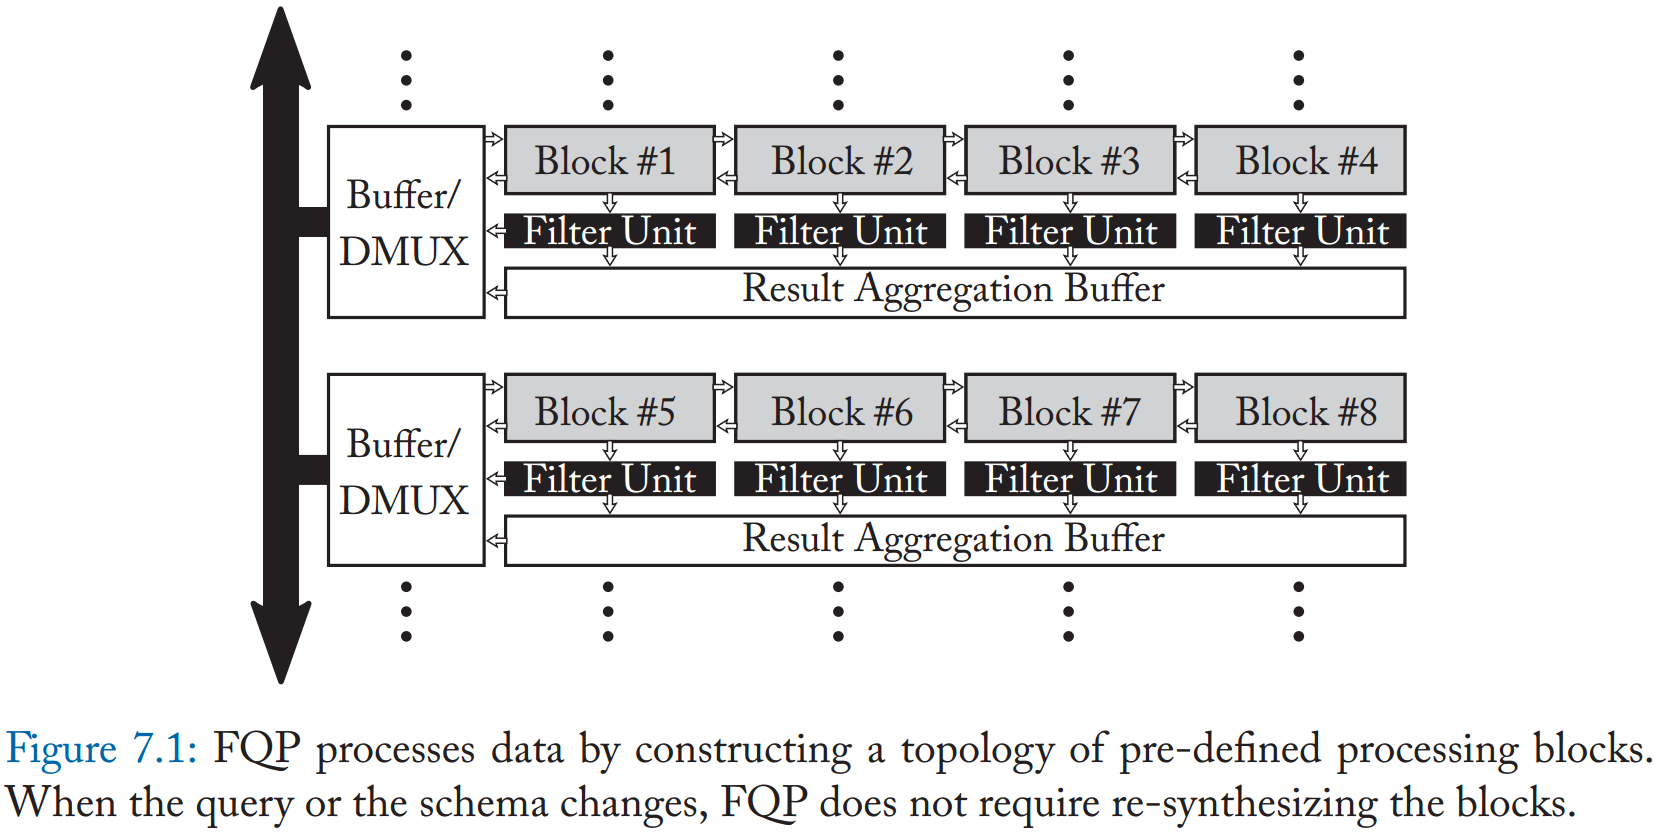 Buffer/
DMUX
Block #1
Block #2
Block #3
Block #4
Filter Unit
Filter Unit
Filter Unit
Filter Unit
Result Aggregation Buffer
Buffer/
DMUX
Block #5
Block #6
Block #7
Block #8
Filter Unit
Filter Unit
Filter Unit
Filter Unit
Result Aggregation Buffer
Figure 7.1: FQP processes data by constructing a topology of pre-defined processing blocks.
When the query or the schema changes, FQP does not require re-synthesizing the blocks.